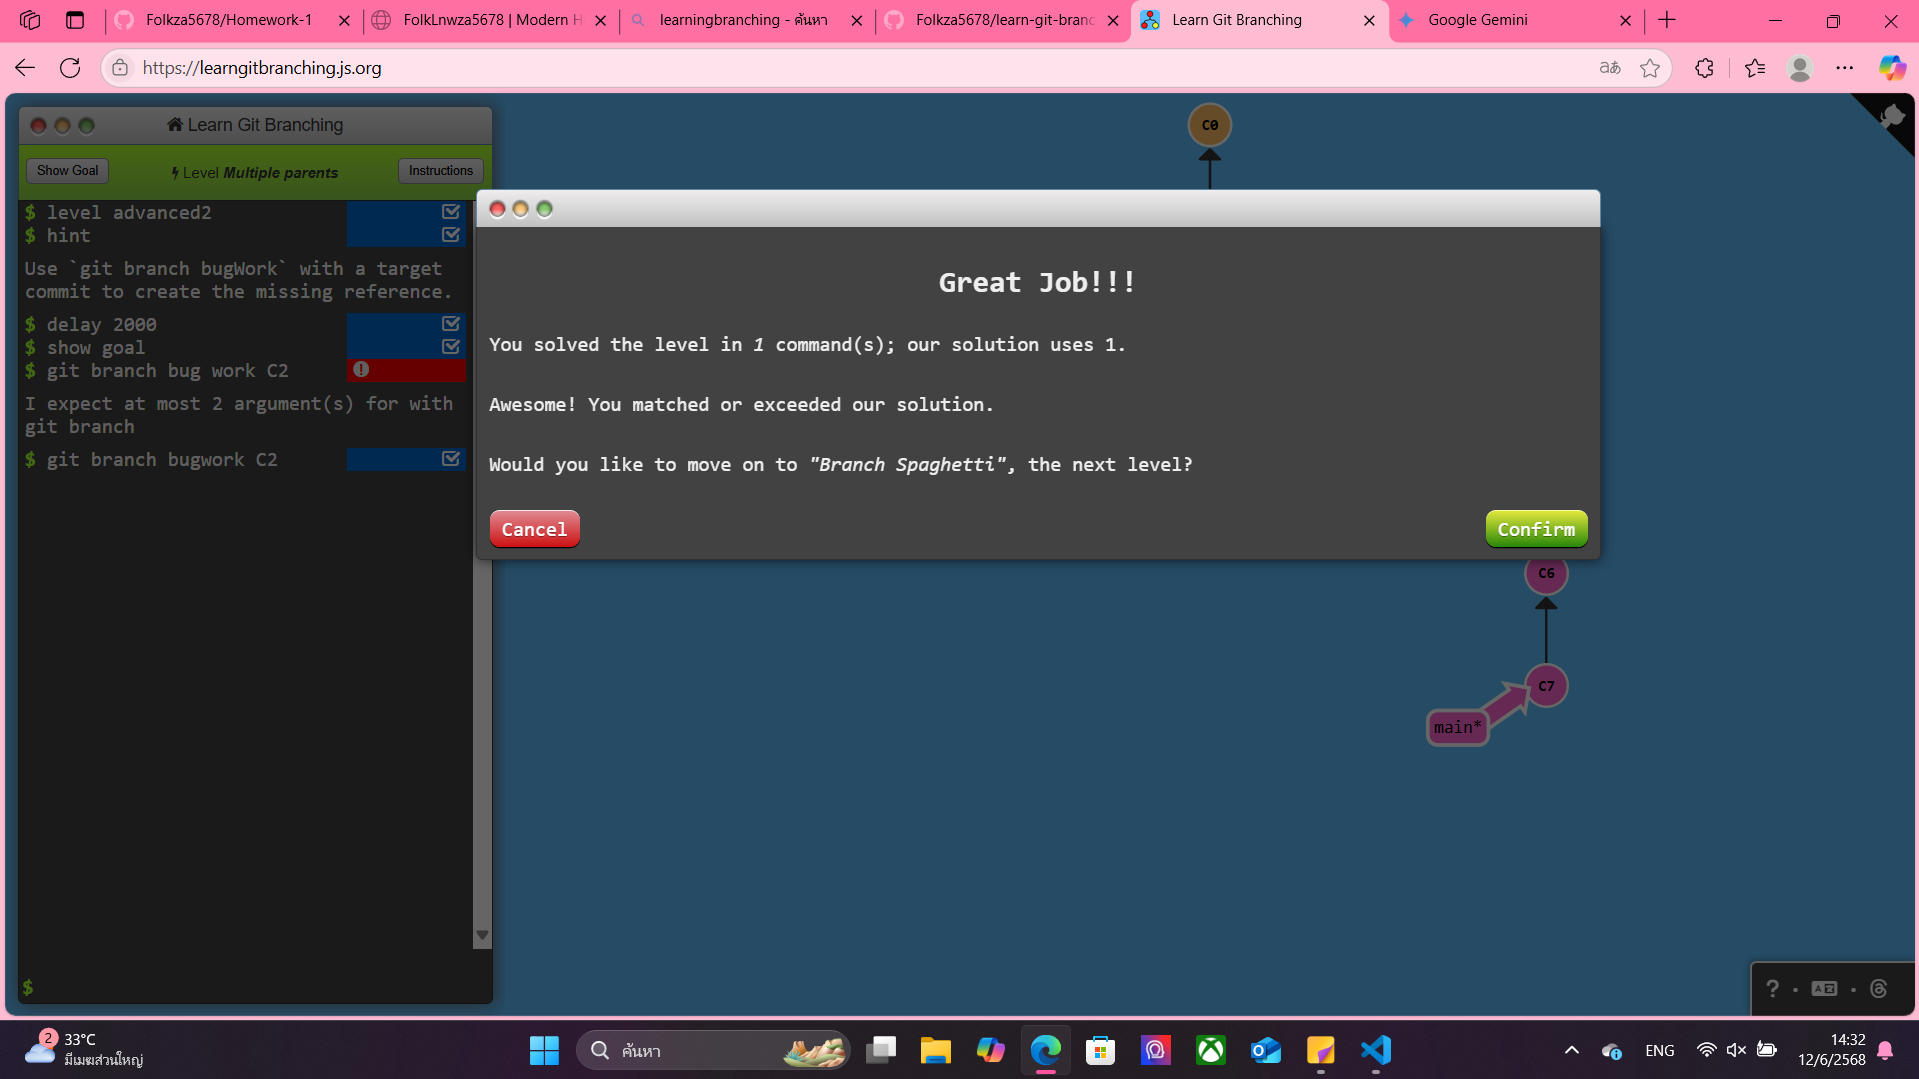 Folkza5678/Homework-1
FolkLnwza5678 | Modern H
learningbranching - ค้นหา
Folkza5678/learn-git-branc
Learn Git Branching
Google Gemini
https://learngitbranching.js.org
aあ
Learn Git Branching
Show Goal
Level Multiple parents
Instructions
$ level advanced2
$ hint
Use `git branch bugWork` with a target
commit to create the missing reference.
$ delay 2000
$ show goal
$ git branch bug work C2
I expect at most 2 argument(s) for with
git branch
$ git branch bugwork C2
$
C0
Great Job!!!
You solved the level in 1 command(s); our solution uses 1.
Awesome! You matched or exceeded our solution.
Would you like to move on to "Branch Spaghetti", the next level?
Cancel
Confirm
C6
C7
main*
?
2
33°C
มีเมฆส่วนใหญ่
ค้นหา
ENG
14:32
12/6/2568